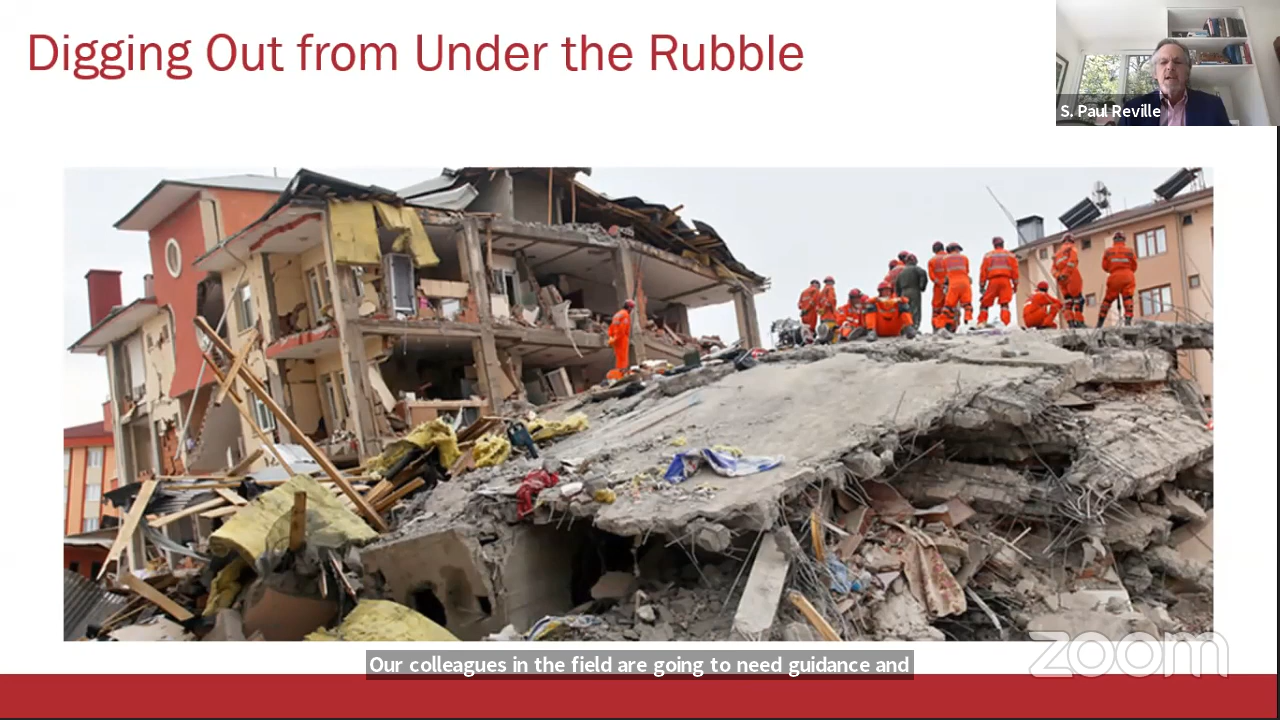 Digging Out from Under the Rubble
S. Paul Reville
Our colleagues in the field are going to need guidance and
zoom